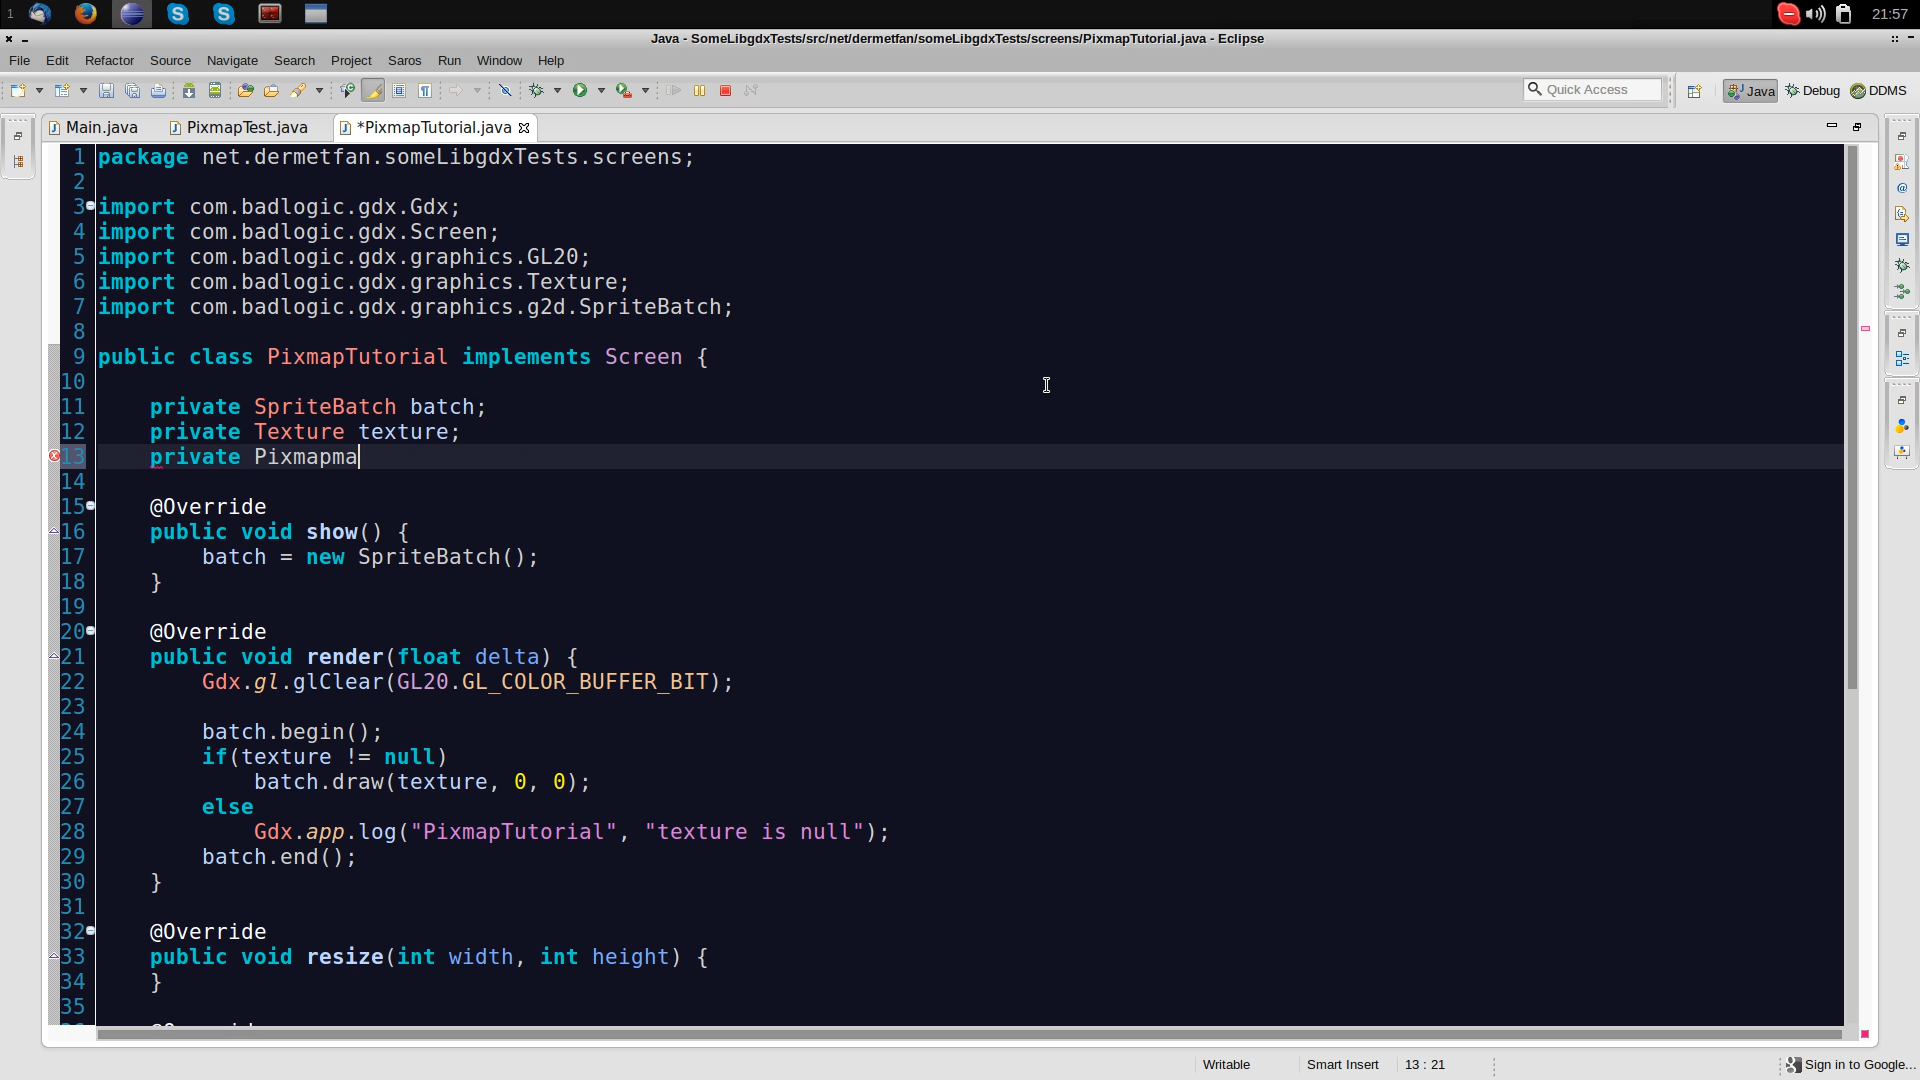 1 21:57
Java - SomeLibgdxTests/src/net/dermetfan/someLibgdxTests/screens/PixmapTutorial.java - Eclipse
File Edit Refactor Source Navigate Search Project Saros Run Window Help
Quick Access Java Debug DDMS
Main.java PixmapTest.java *PixmapTutorial.java
1 package net.dermetfan.someLibgdxTests.screens;
2
3 import com.badlogic.gdx.Gdx;
4 import com.badlogic.gdx.Screen;
5 import com.badlogic.gdx.graphics.GL20;
6 import com.badlogic.gdx.graphics.Texture;
7 import com.badlogic.gdx.graphics.g2d.SpriteBatch;
8
9 public class PixmapTutorial implements Screen {
10
11 private SpriteBatch batch;
12 private Texture texture;
13 private Pixmapma
14
15 @Override
16 public void show() {
17 batch = new SpriteBatch();
18 }
19
20 @Override
21 public void render(float delta) {
22 Gdx.gl.glClear(GL20.GL_COLOR_BUFFER_BIT);
23
24 batch.begin();
25 if(texture != null)
26 batch.draw(texture, 0, 0);
27 else
28 Gdx.app.log("PixmapTutorial", "texture is null");
29 batch.end();
30 }
31
32 @Override
33 public void resize(int width, int height) {
34 }
35
Writable Smart Insert 13 : 21 Sign in to Google...